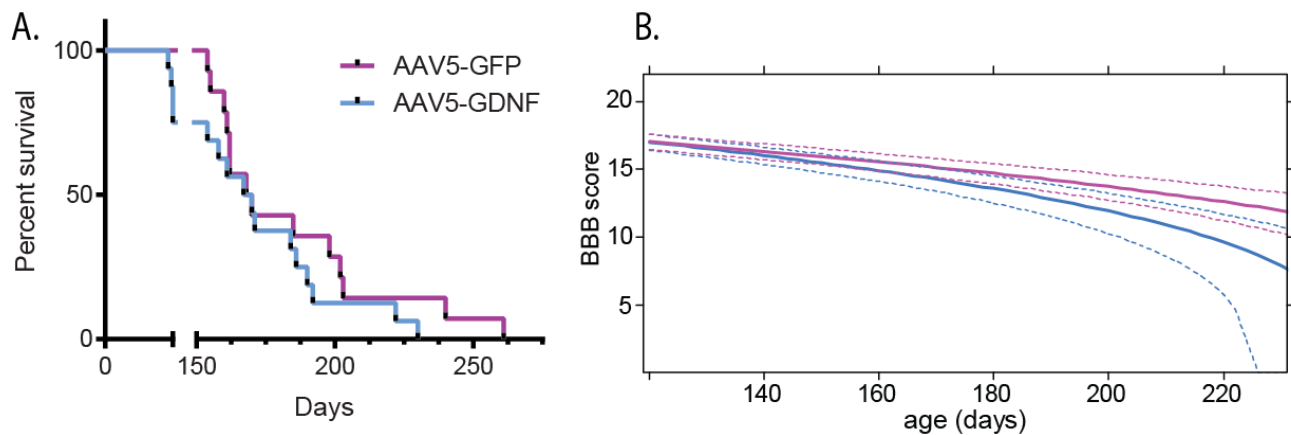 A.
Percent survival
100
50
0
0
150
200
250
Days
AAV5-GFP
AAV5-GDNF
B.
BBB score
20
15
10
5
140
160
180
200
220
age (days)